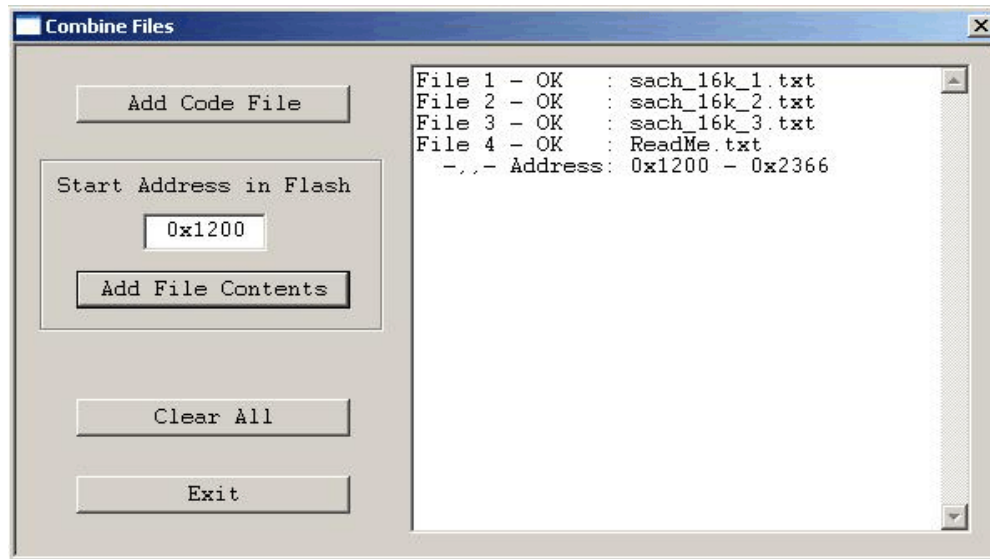 Combine Files
Add Code File
Start Address in Flash
0x1200
Add File Contents
Clear All
Exit
File 1 - OK   : sach_16k_1.txt
File 2 - OK   : sach_16k_2.txt
File 3 - OK   : sach_16k_3.txt
File 4 - OK   : ReadMe.txt
-,,- Address: 0x1200 - 0x2366